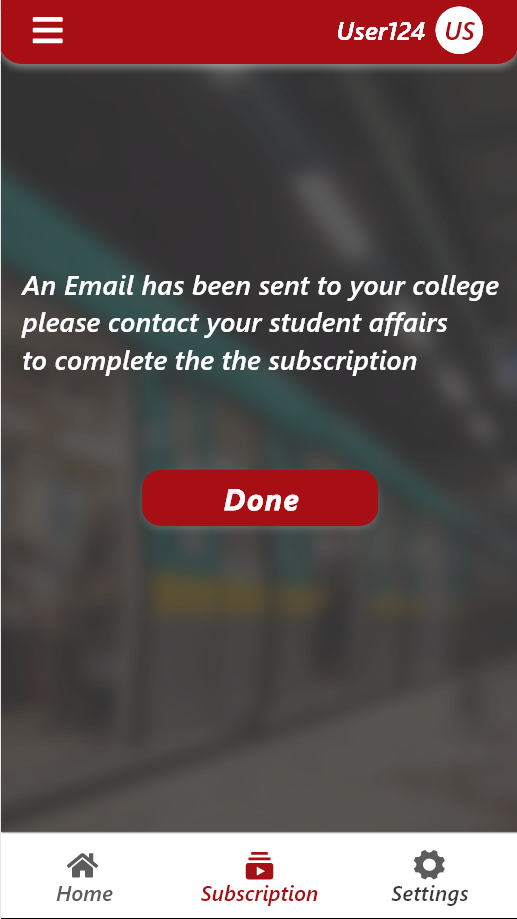 User124 US
An Email has been sent to your college
please contact your student affairs
to complete the the subscription
Done
Home Subscription Settings